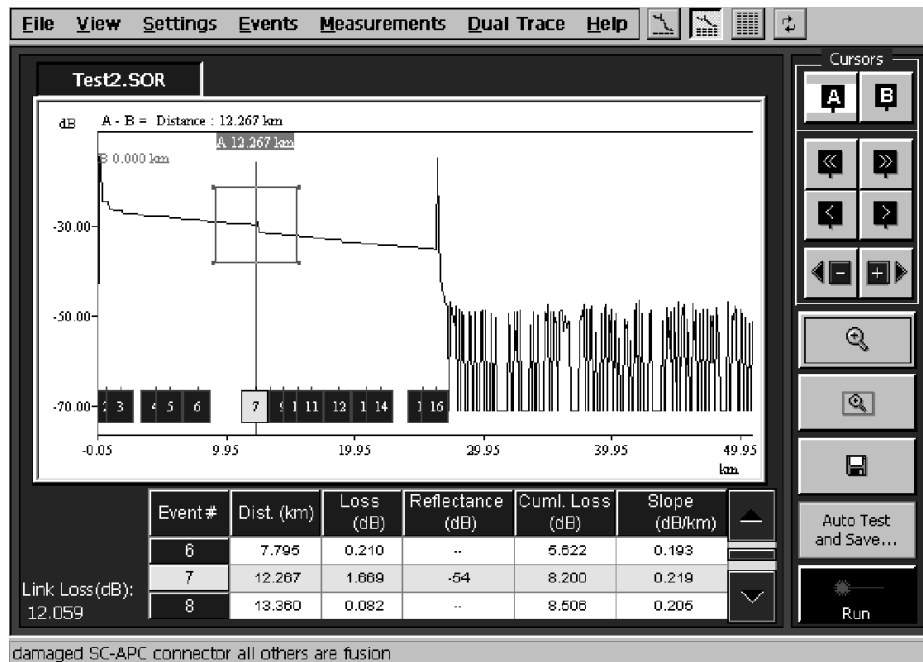 File View Settings Events Measurements Dual Trace Help
Cursors
Test2.SOR
A B
dB A - B = Distance : 12.267 km
A 12.267 km
B 0.000 km
-30.00
-50.00
-70.00
3 4 5 6 7 9 1 11 12 1 14 1 16
-0.05 9.95 19.95 29.95 39.95 49.95
km
Event# Dist. (km) Loss (dB) Reflectance (dB) Cuml. Loss (dB) Slope (dB/km)
6 7.795 0.210 -- 5.622 0.193
7 12.267 1.669 -54 8.200 0.219
8 13.360 0.082 -- 8.506 0.205
Link Loss(dB):
12.059
Auto Test
and Save...
Run
damaged SC-APC connector all others are fusion